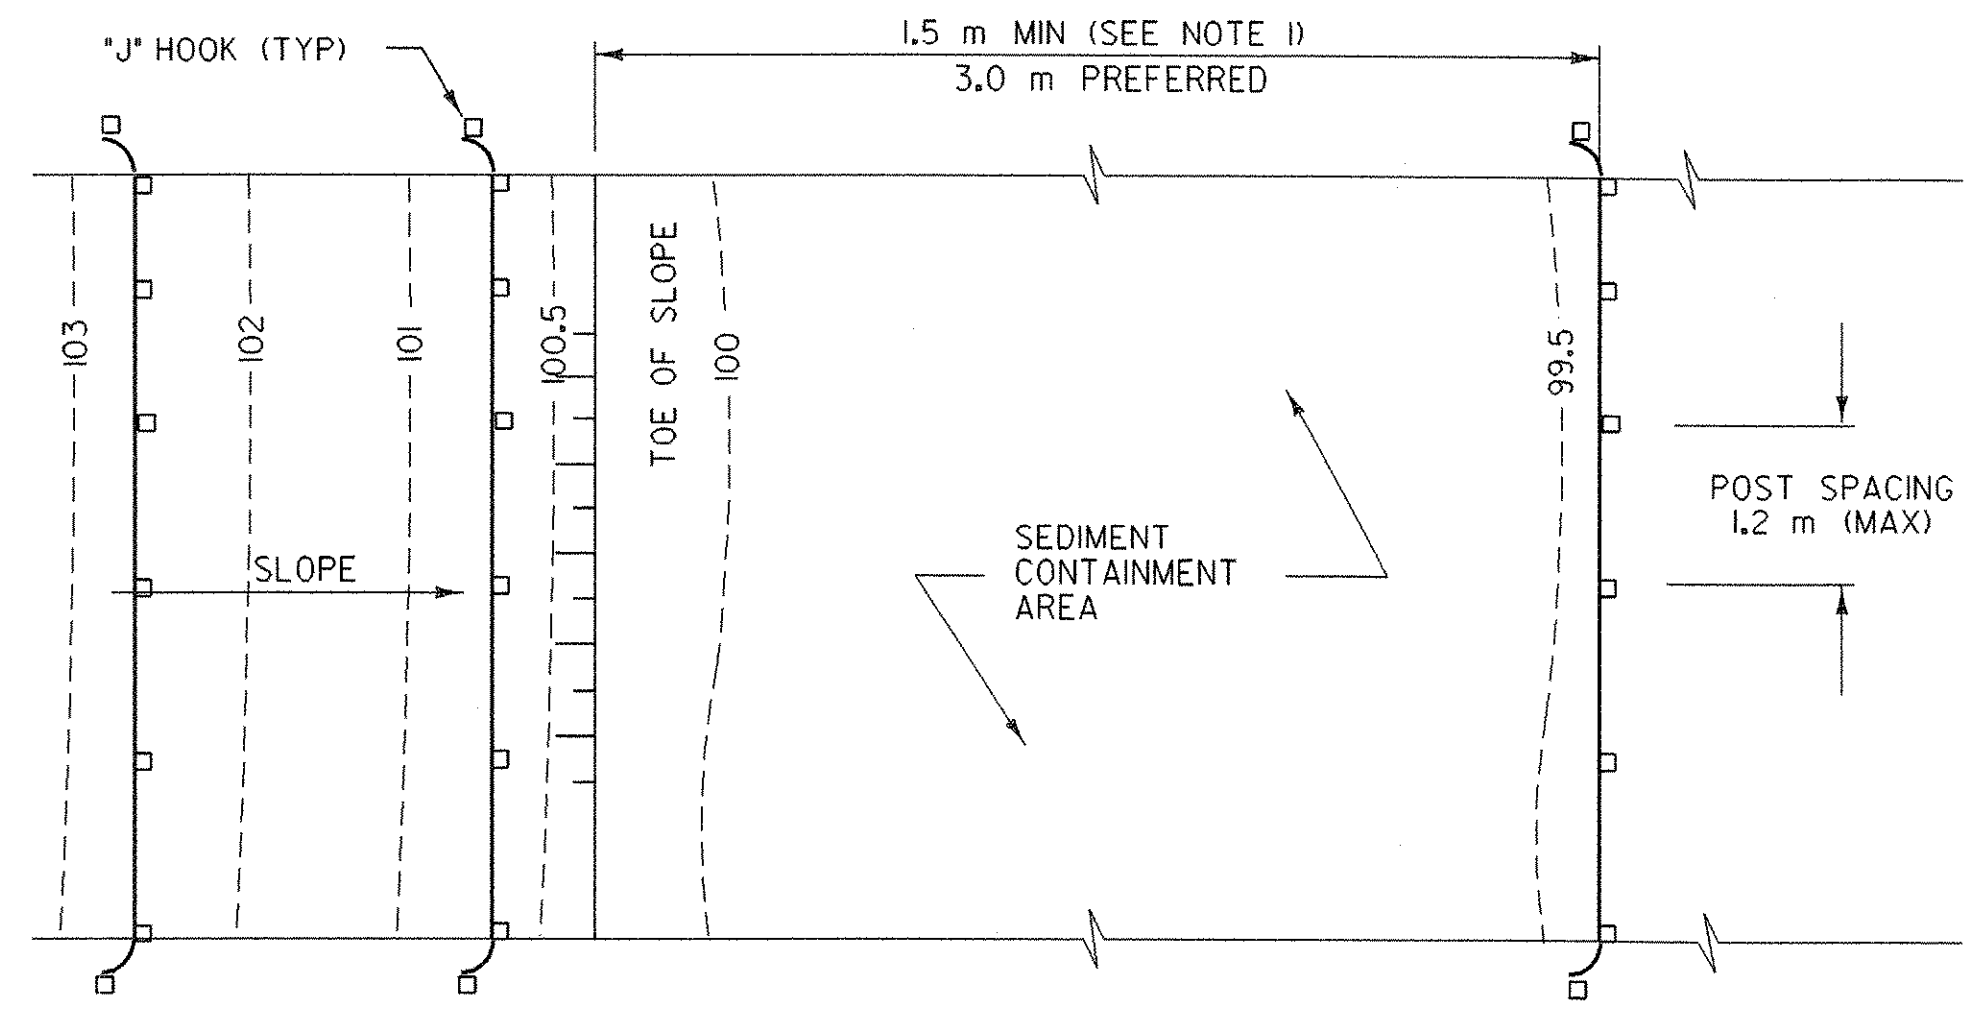 "J" HOOK (TYP)
1.5 m MIN (SEE NOTE 1)
3.0 m PREFERRED
103
102
101
100.5
TOE OF SLOPE
100
99.5
SLOPE
SEDIMENT
CONTAINMENT
AREA
POST SPACING
1.2 m (MAX)